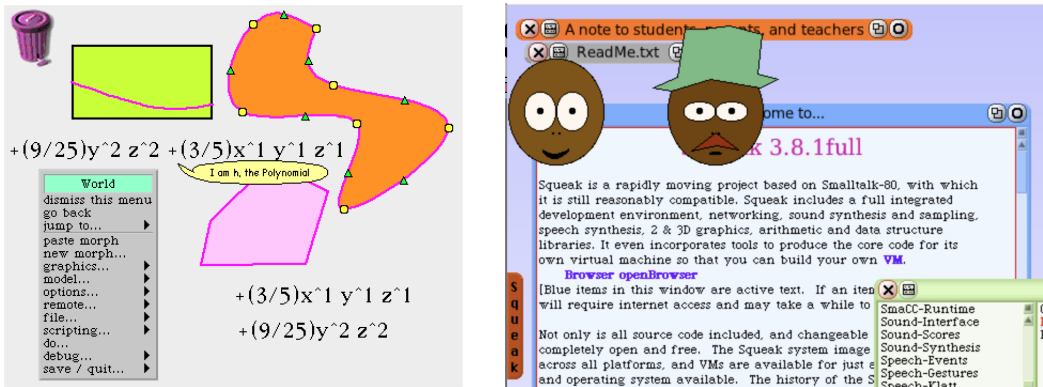 +(9/25)y^2 z^2 +(3/5)x^1 y^1 z^1
I am h, the Polynomial
World
dismiss this menu
go back
jump to...
paste morph
new morph...
graphics...
model...
options...
remote...
file...
scripting...
do...
debug...
save / quit...
+(3/5)x^1 y^1 z^1
+(9/25)y^2 z^2
A note to students, and teachers
ReadMe.txt
ome to...
k 3.8.1full
Squeak is a rapidly moving project based on Smalltalk-80, with which
it is still reasonably compatible. Squeak includes a full integrated
development environment, networking, sound synthesis and sampling,
speech synthesis, 2 & 3D graphics, arithmetic and data structure
libraries. It even incorporates tools to produce the core code for its
own virtual machine so that you can build your own VM.
Browser openBrowser
[Blue items in this window are active text. If an iten
will require internet access and may take a while to
Not only is all source code included, and changeable
completely open and free. The Squeak system image
across all platforms, and VMs are available for just a
and operating system available. The history of the S
Squeak
SmaCC-Runtime
Sound-Interface
Sound-Scores
Sound-Synthesis
Speech-Events
Speech-Gestures
Speech-Klatt